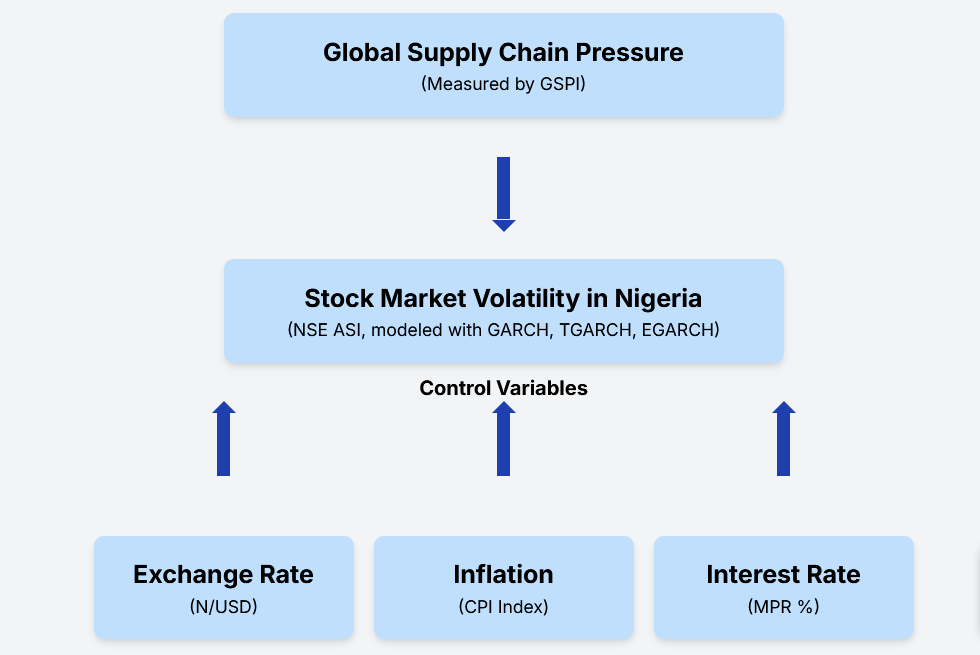 Global Supply Chain Pressure
(Measured by GSPI)
Stock Market Volatility in Nigeria
(NSE ASI, modeled with GARCH, TGARCH, EGARCH)
Control Variables
Exchange Rate
(N/USD)
Inflation
(CPI Index)
Interest Rate
(MPR %)